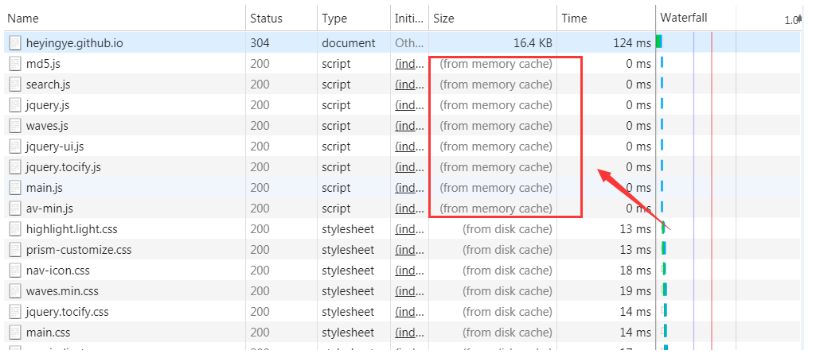 Name Status Type Initi... Size Time Waterfall 1.0
heyingye.github.io 304 document Oth... 16.4 KB 124 ms
md5.js 200 script (ind... (from memory cache) 0 ms
search.js 200 script (ind... (from memory cache) 0 ms
jquery.js 200 script (ind... (from memory cache) 0 ms
waves.js 200 script (ind... (from memory cache) 0 ms
jquery-ui.js 200 script (ind... (from memory cache) 0 ms
jquery.tocify.js 200 script (ind... (from memory cache) 0 ms
main.js 200 script (ind... (from memory cache) 0 ms
av-min.js 200 script (ind... (from memory cache) 0 ms
highlight.light.css 200 stylesheet (ind... (from disk cache) 13 ms
prism-customize.css 200 stylesheet (ind... (from disk cache) 13 ms
nav-icon.css 200 stylesheet (ind... (from disk cache) 18 ms
waves.min.css 200 stylesheet (ind... (from disk cache) 19 ms
jquery.tocify.css 200 stylesheet (ind... (from disk cache) 14 ms
main.css 200 stylesheet (ind... (from disk cache) 14 ms